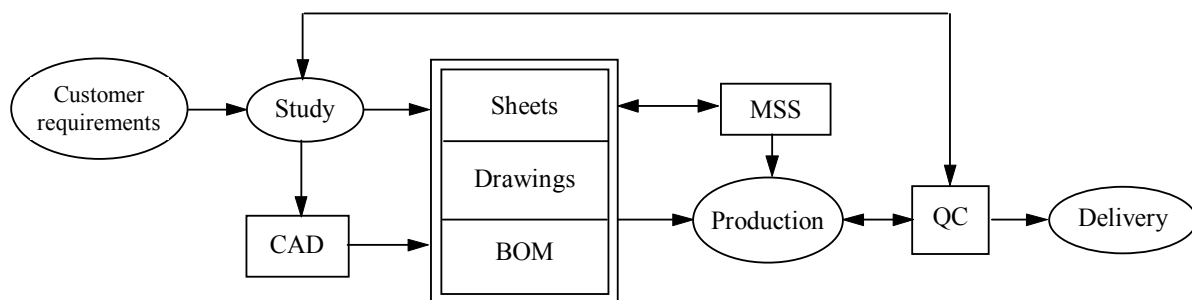 Customer
requirements
Study
CAD
Sheets
Drawings
BOM
MSS
Production
QC
Delivery